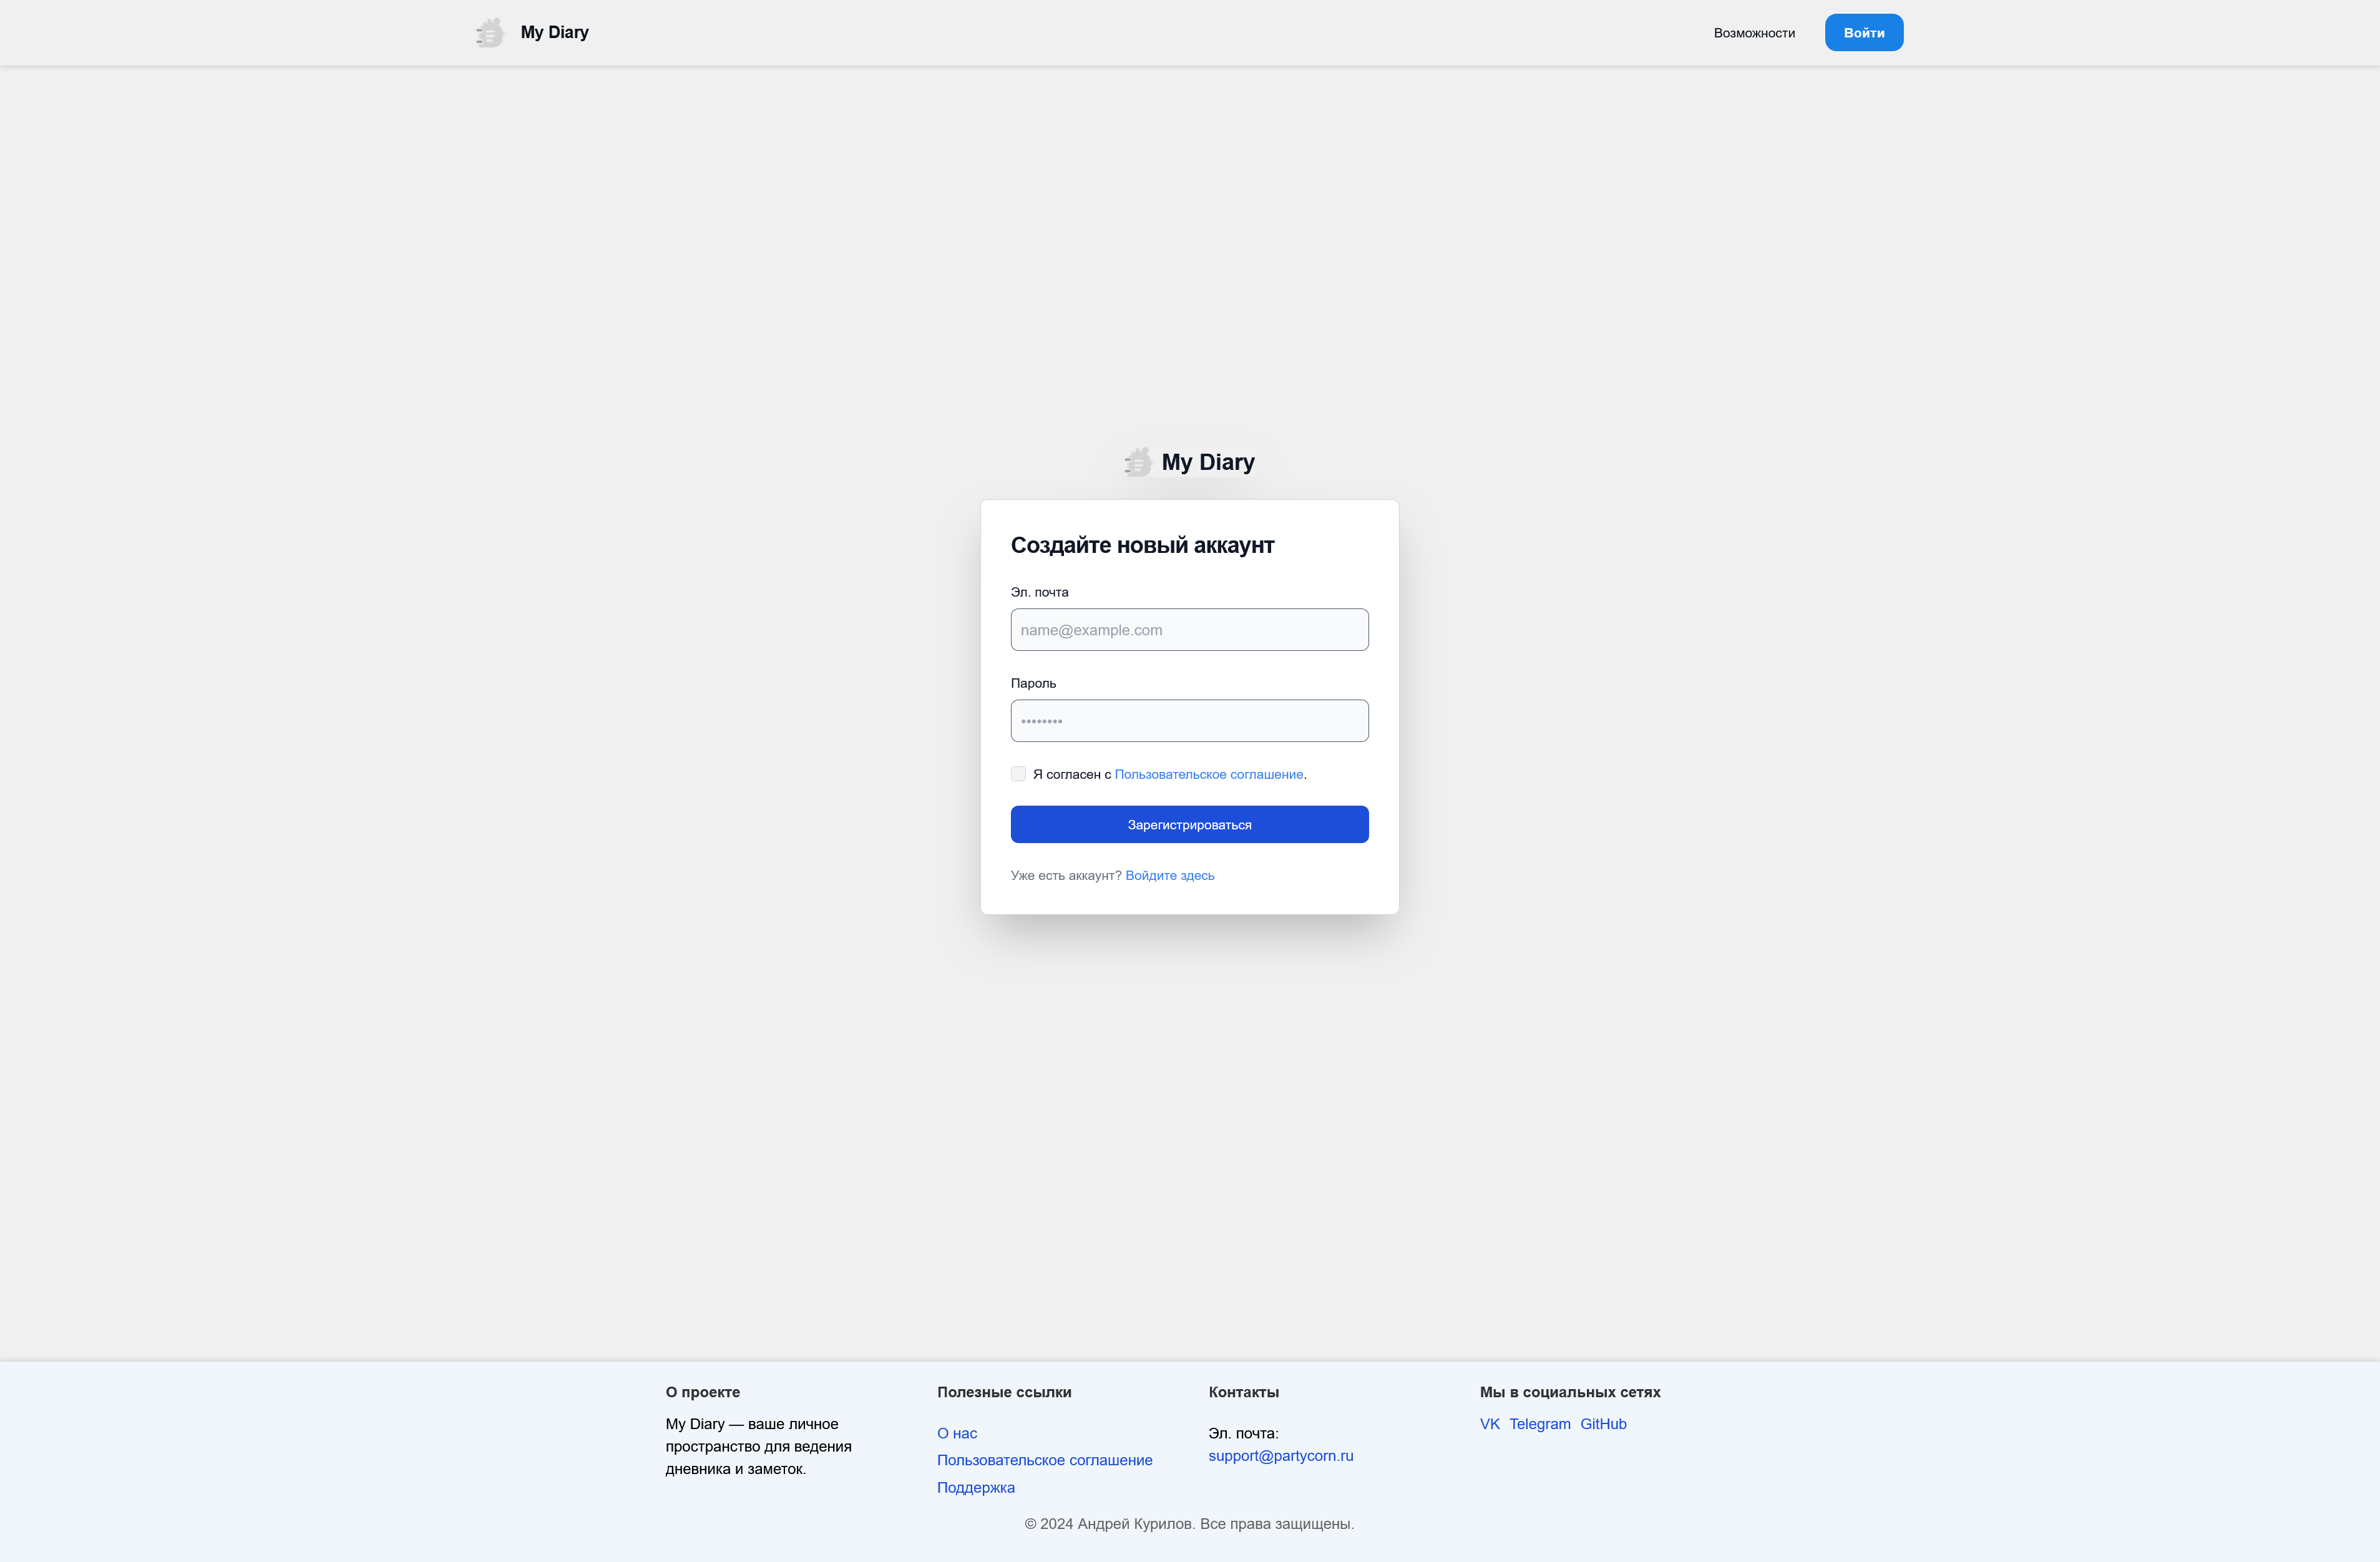 My Diary
Возможности
Войти
My Diary
Создайте новый аккаунт
Эл. почта
name@example.com
Пароль
••••••••
Я согласен с Пользовательское соглашение.
Зарегистрироваться
Уже есть аккаунт? Войдите здесь
О проекте
My Diary — ваше личное
пространство для ведения
дневника и заметок.
Полезные ссылки
О нас
Пользовательское соглашение
Поддержка
Контакты
Эл. почта:
support@partycorn.ru
Мы в социальных сетях
VK Telegram GitHub
© 2024 Андрей Курилов. Все права защищены.